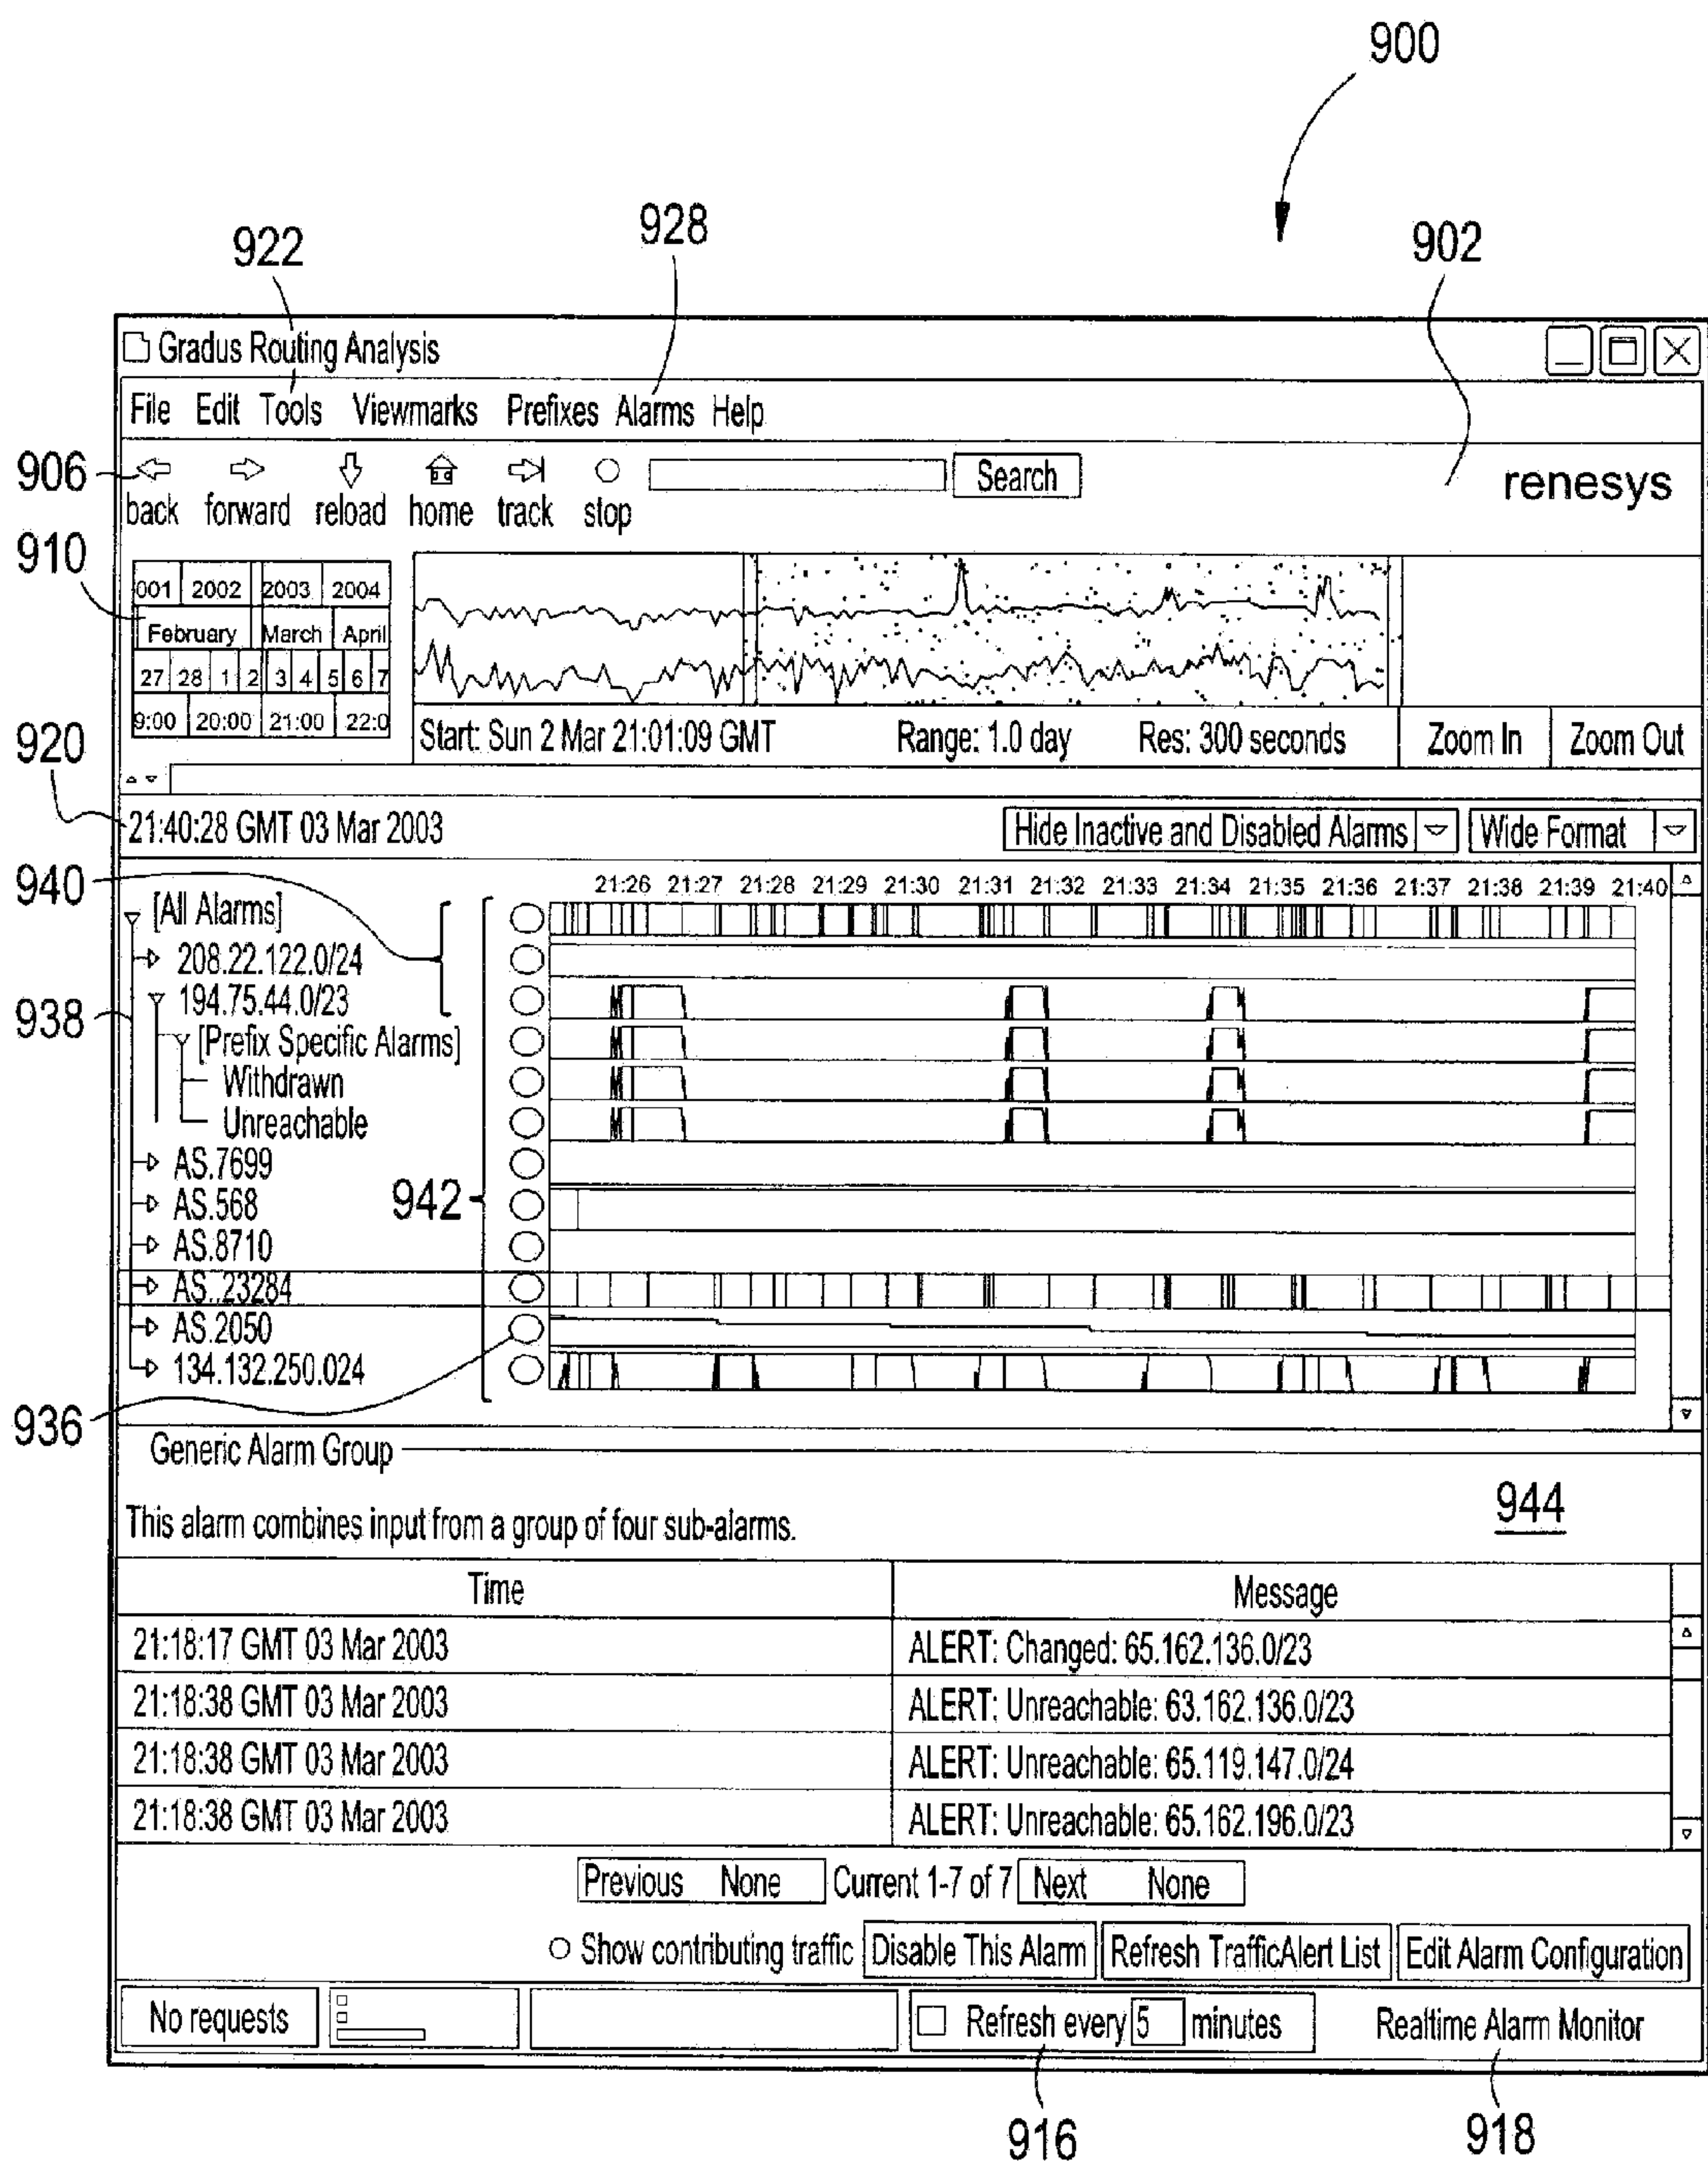 900
922
928
902
Gradus Routing Analysis
File Edit Tools Viewmarks Prefixes Alarms Help
906
back forward reload home track stop Search
renesys
910
001 2002 2003 2004
February March April
27 28 1 2 3 4 5 6 7
9:00 20:00 21:00 22:0
Start: Sun 2 Mar 21:01:09 GMT Range: 1.0 day Res: 300 seconds Zoom In Zoom Out
920
21:40:28 GMT 03 Mar 2003 Hide Inactive and Disabled Alarms Wide Format
940
21:26 21:27 21:28 21:29 21:30 21:31 21:32 21:33 21:34 21:35 21:36 21:37 21:38 21:39 21:40
[All Alarms]
208.22.122.0/24
938
194.75.44.0/23
[Prefix Specific Alarms]
Withdrawn
Unreachable
AS.7699
942
AS.568
AS.8710
AS..23284
AS.2050
134.132.250.024
936
Generic Alarm Group
944
This alarm combines input from a group of four sub-alarms.
Time Message
21:18:17 GMT 03 Mar 2003 ALERT: Changed: 65.162.136.0/23
21:18:38 GMT 03 Mar 2003 ALERT: Unreachable: 63.162.136.0/23
21:18:38 GMT 03 Mar 2003 ALERT: Unreachable: 65.119.147.0/24
21:18:38 GMT 03 Mar 2003 ALERT: Unreachable: 65.162.196.0/23
Previous None Current 1-7 of 7 Next None
Show contributing traffic Disable This Alarm Refresh TrafficAlert List Edit Alarm Configuration
No requests Refresh every 5 minutes Realtime Alarm Monitor
916
918